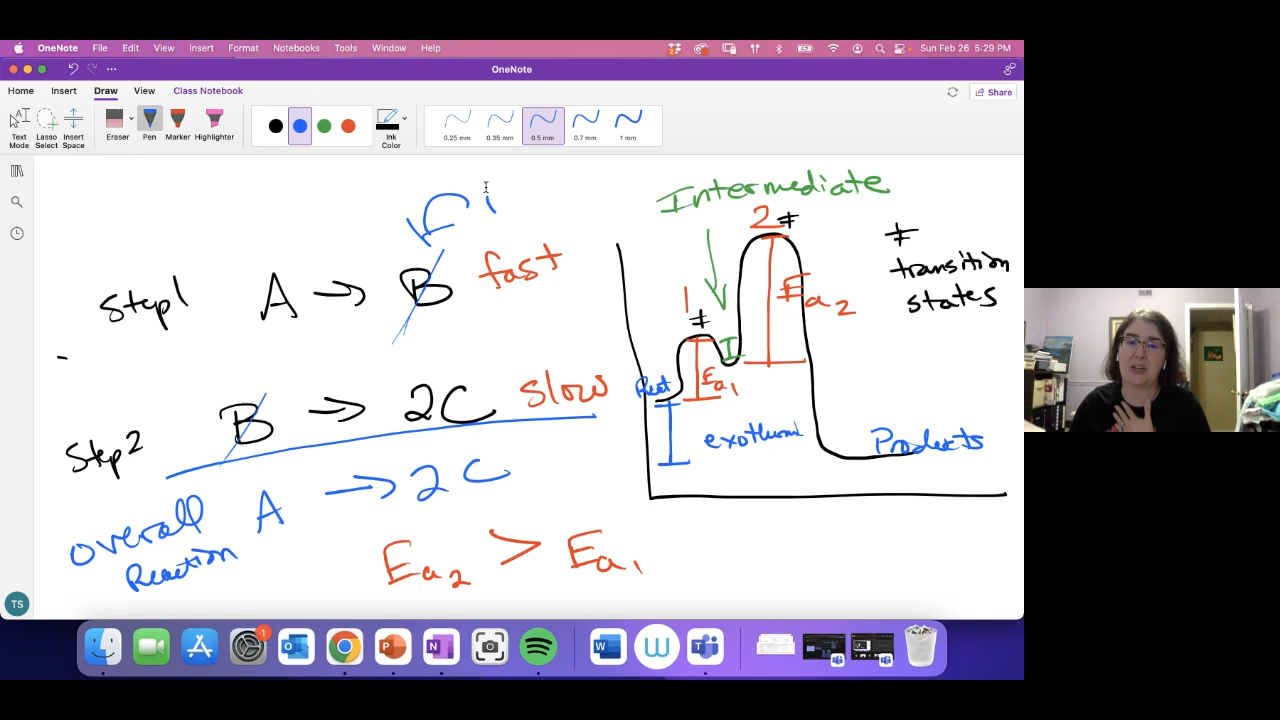 OneNote File Edit View Insert Format Notebooks Tools Window Help
Sun Feb 26 5:29 PM
OneNote
Home Insert Draw View Class Notebook
Share
Text Mode
Lasso Select
Insert Space
Eraser
Pen
Marker
Highlighter
Ink Color
0.25 mm
0.35 mm
0.5 mm
0.7 mm
1 mm
Step 1 A → B fast
Step 2 B → 2C slow
overall Reaction A → 2C
Ea2 > Ea1
Intermediate
2 ‡
1 ‡
Ea2
Ea1
‡
transition
states
I
exotherm
Products
TS
1